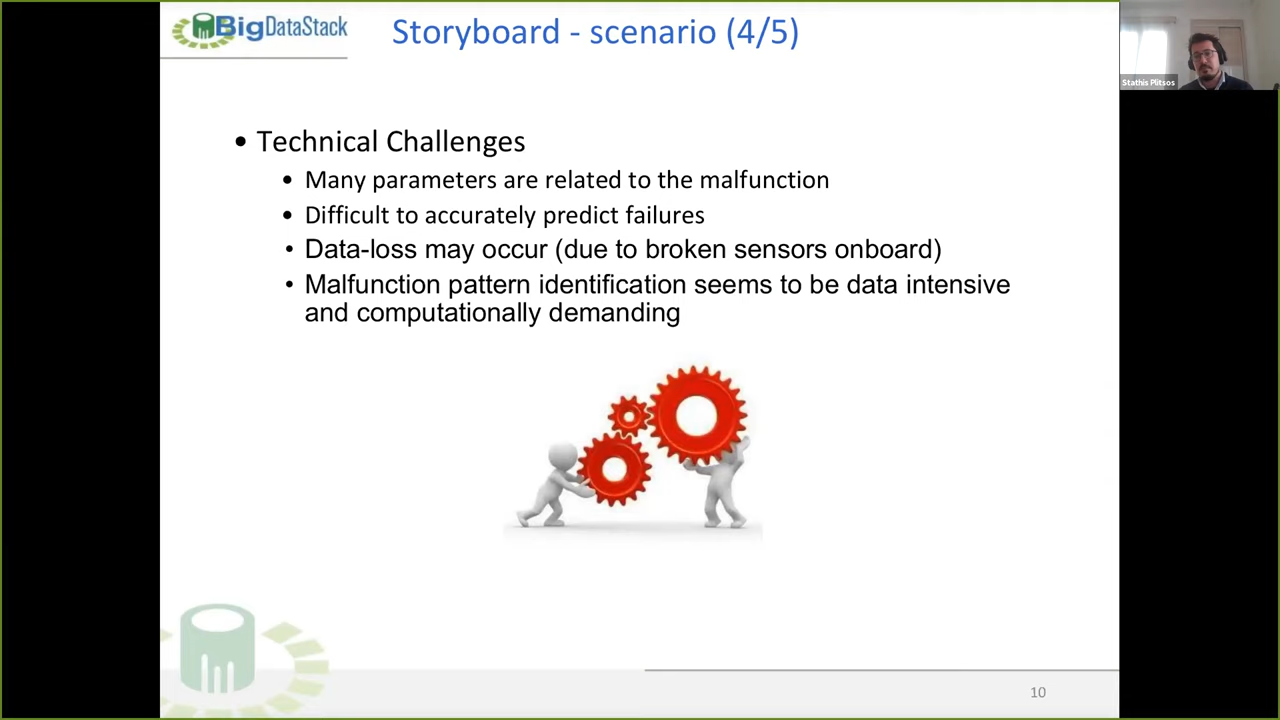 BigDataStack
Storyboard - scenario (4/5)
Stathis Plitsos
• Technical Challenges
• Many parameters are related to the malfunction
• Difficult to accurately predict failures
• Data-loss may occur (due to broken sensors onboard)
• Malfunction pattern identification seems to be data intensive
and computationally demanding
10